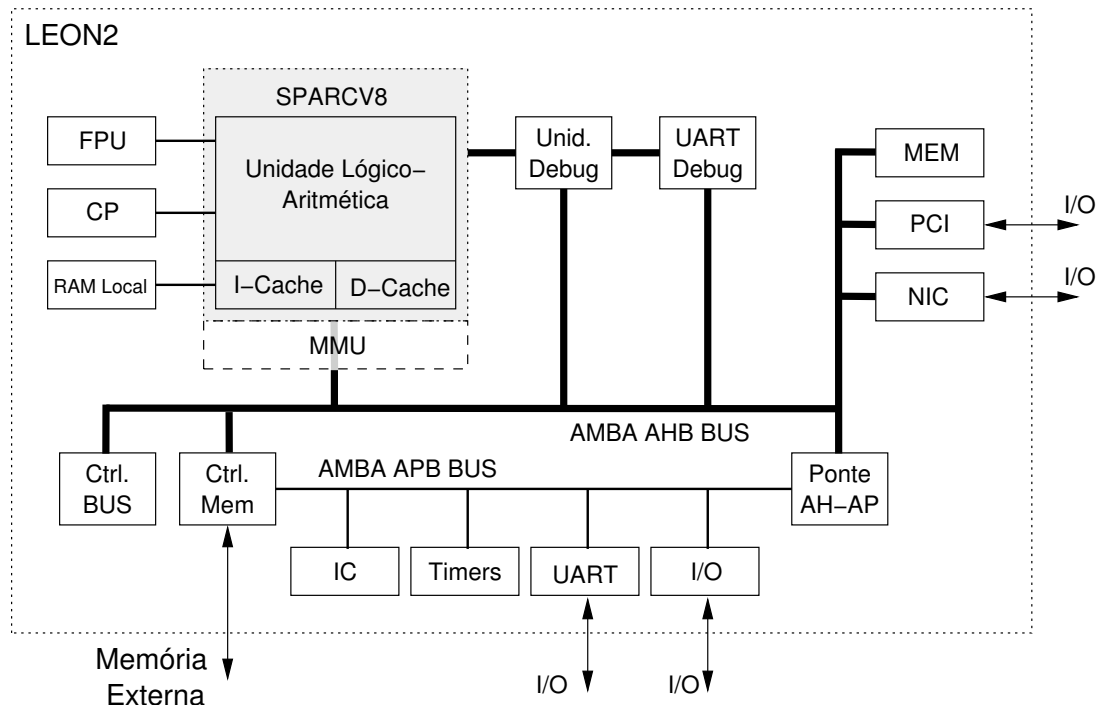 LEON2
SPARCV8
FPU
CP
RAM Local
Unidade Lógico−
Aritmética
I−Cache
D−Cache
MMU
Unid.
Debug
UART
Debug
MEM
PCI
NIC
I/O
I/O
AMBA AHB BUS
AMBA APB BUS
Ctrl.
BUS
Ctrl.
Mem
Ponte
AH−AP
IC
Timers
UART
I/O
Memória
Externa
I/O
I/O